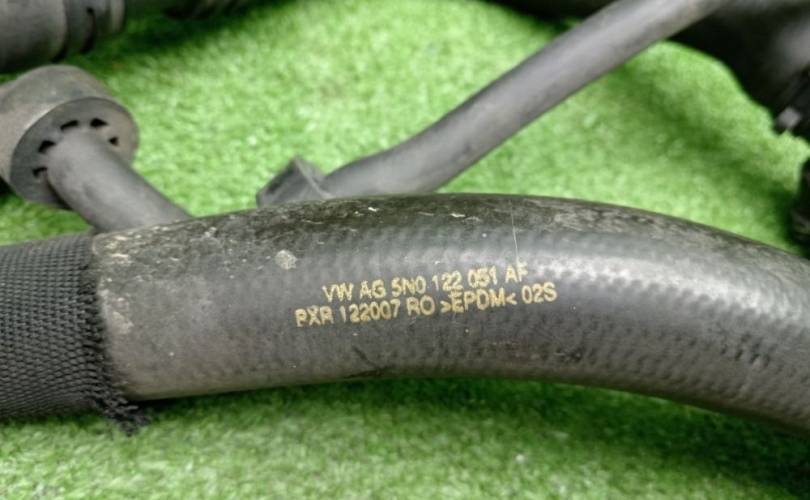 VW AG 5N0 122 051 AF
PXR 122007 RO >EPDM< 02S